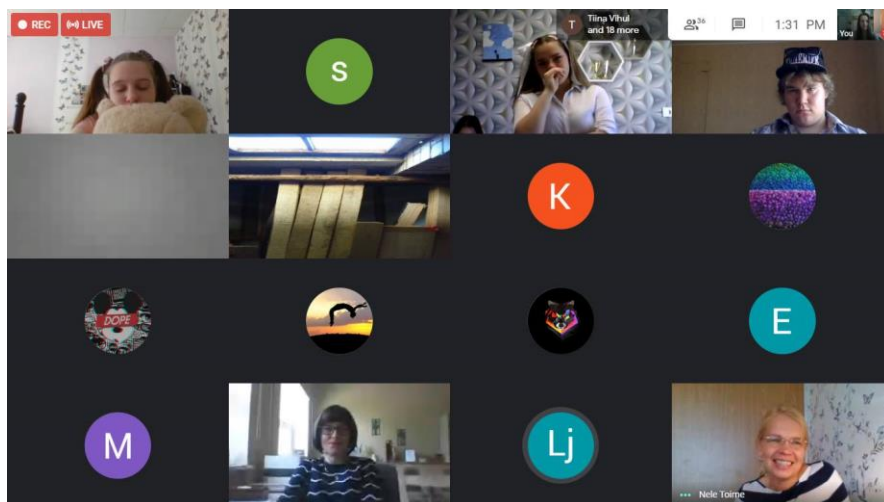 REC LIVE
S
T Tiina Vihul
and 18 more
36 1:31 PM
You
K
DOPE
E
M
Lj
Nele Toime